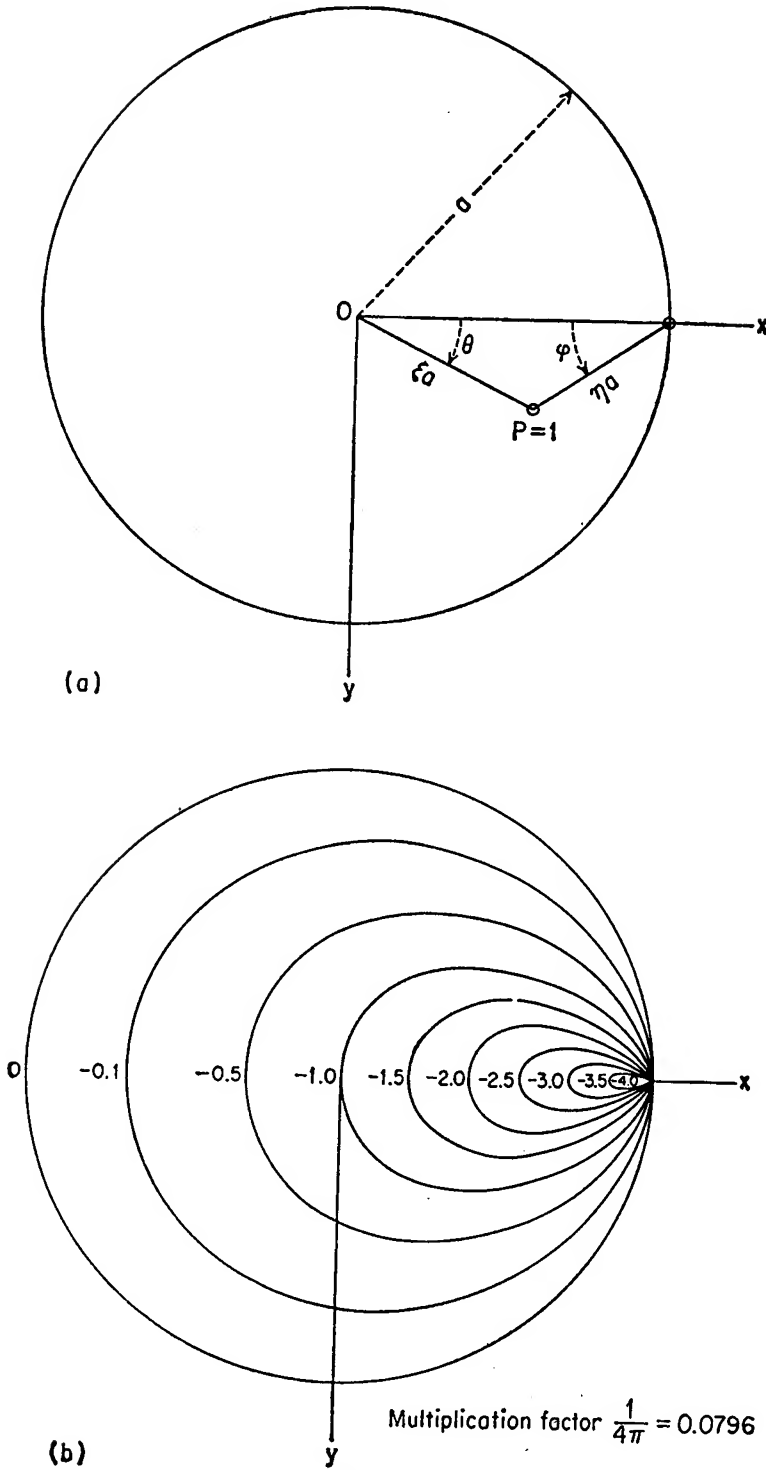 a
O
x
θ
φ
ξa
ηa
P=1
(a)
y
0 -0.1 -0.5 -1.0 -1.5 -2.0 -2.5 -3.0 -3.5 -4.0 x
Multiplication factor 1/4π = 0.0796
(b)
y